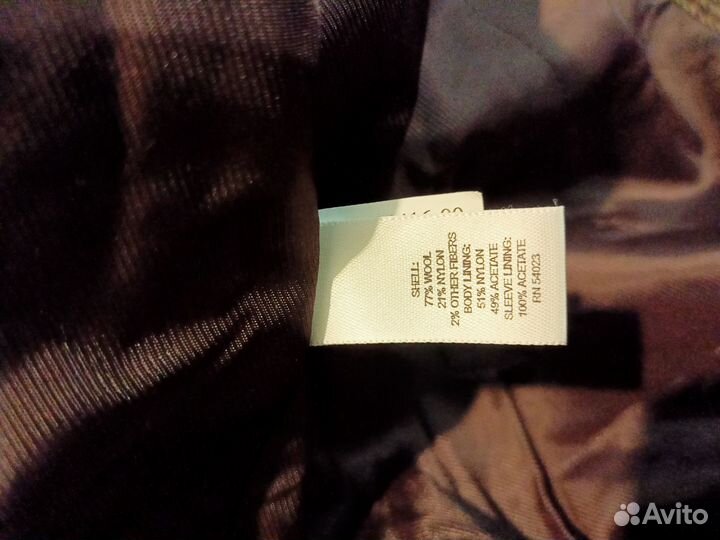 SHELL:
77% WOOL
21% NYLON
2% OTHER FIBERS
BODY LINING:
51% NYLON
49% ACETATE
SLEEVE LINING:
100% ACETATE
RN 54023
Avito